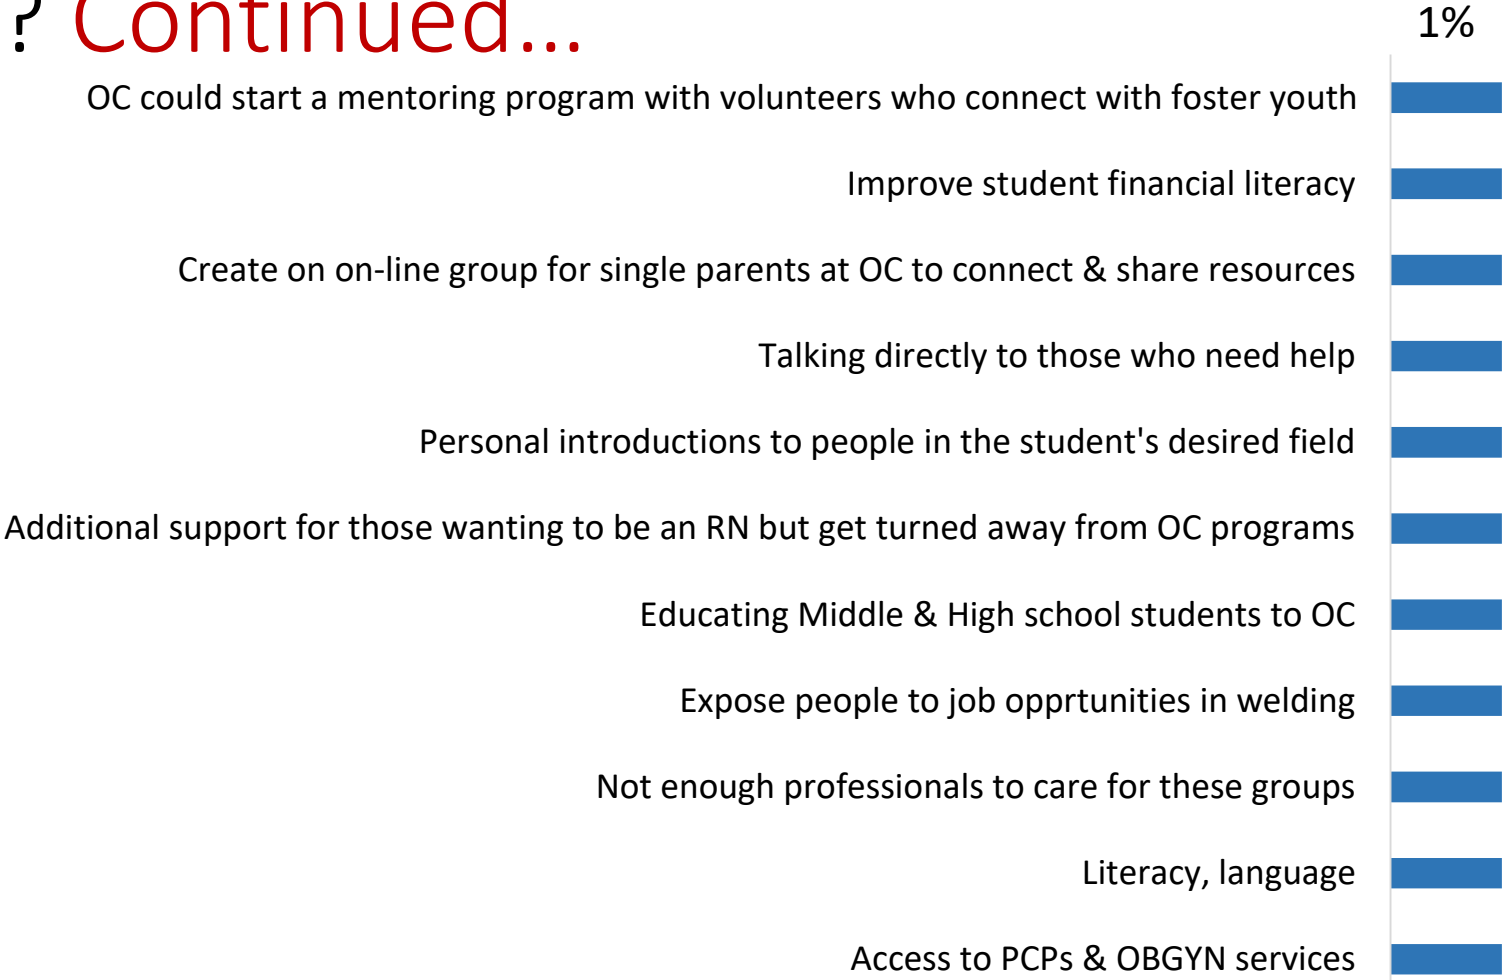 ? Continued...
1%
OC could start a mentoring program with volunteers who connect with foster youth
Improve student financial literacy
Create on on-line group for single parents at OC to connect & share resources
Talking directly to those who need help
Personal introductions to people in the student's desired field
Additional support for those wanting to be an RN but get turned away from OC programs
Educating Middle & High school students to OC
Expose people to job opprtunities in welding
Not enough professionals to care for these groups
Literacy, language
Access to PCPs & OBGYN services